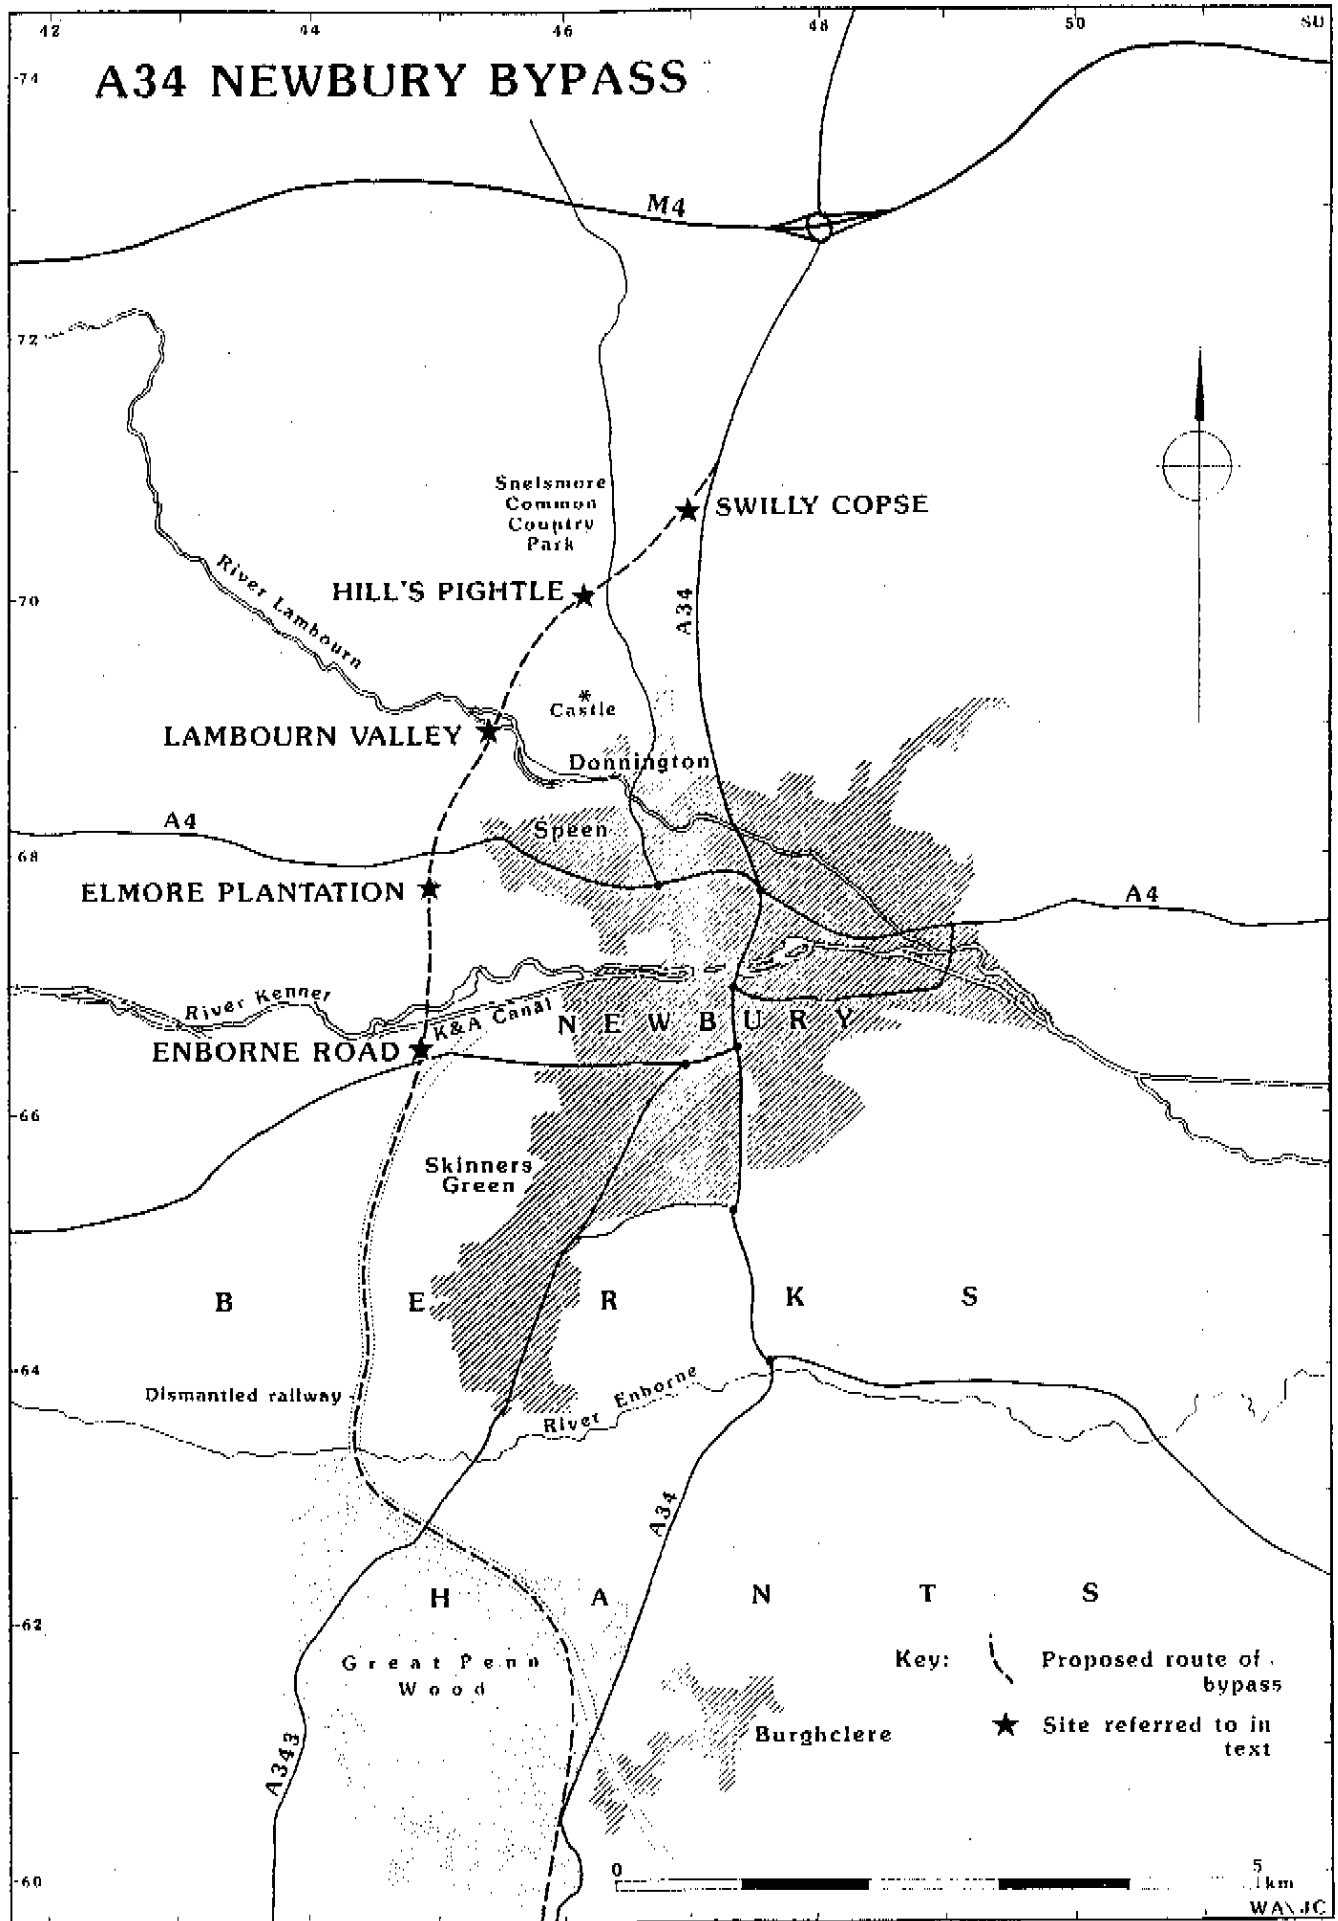 42 44 46 48 50 SU
74
A34 NEWBURY BYPASS
M4
72
Snelsmore
Common
Country
Park
SWILLY COPSE
River Lambourn
HILL'S PIGHTLE
70
A34
*
Castle
LAMBOURN VALLEY
Donnington
A4
Speen
68
ELMORE PLANTATION
A4
River Kennet
K&A Canal
NEWBURY
ENBORNE ROAD
66
Skinners
Green
B E R K S
64
Dismantled railway
River Enborne
A34
H A N T S
62
Great Penn
Wood
Key:
Proposed route of
bypass
Site referred to in
text
Burghclere
A343
0 5
km
60
WA\JC